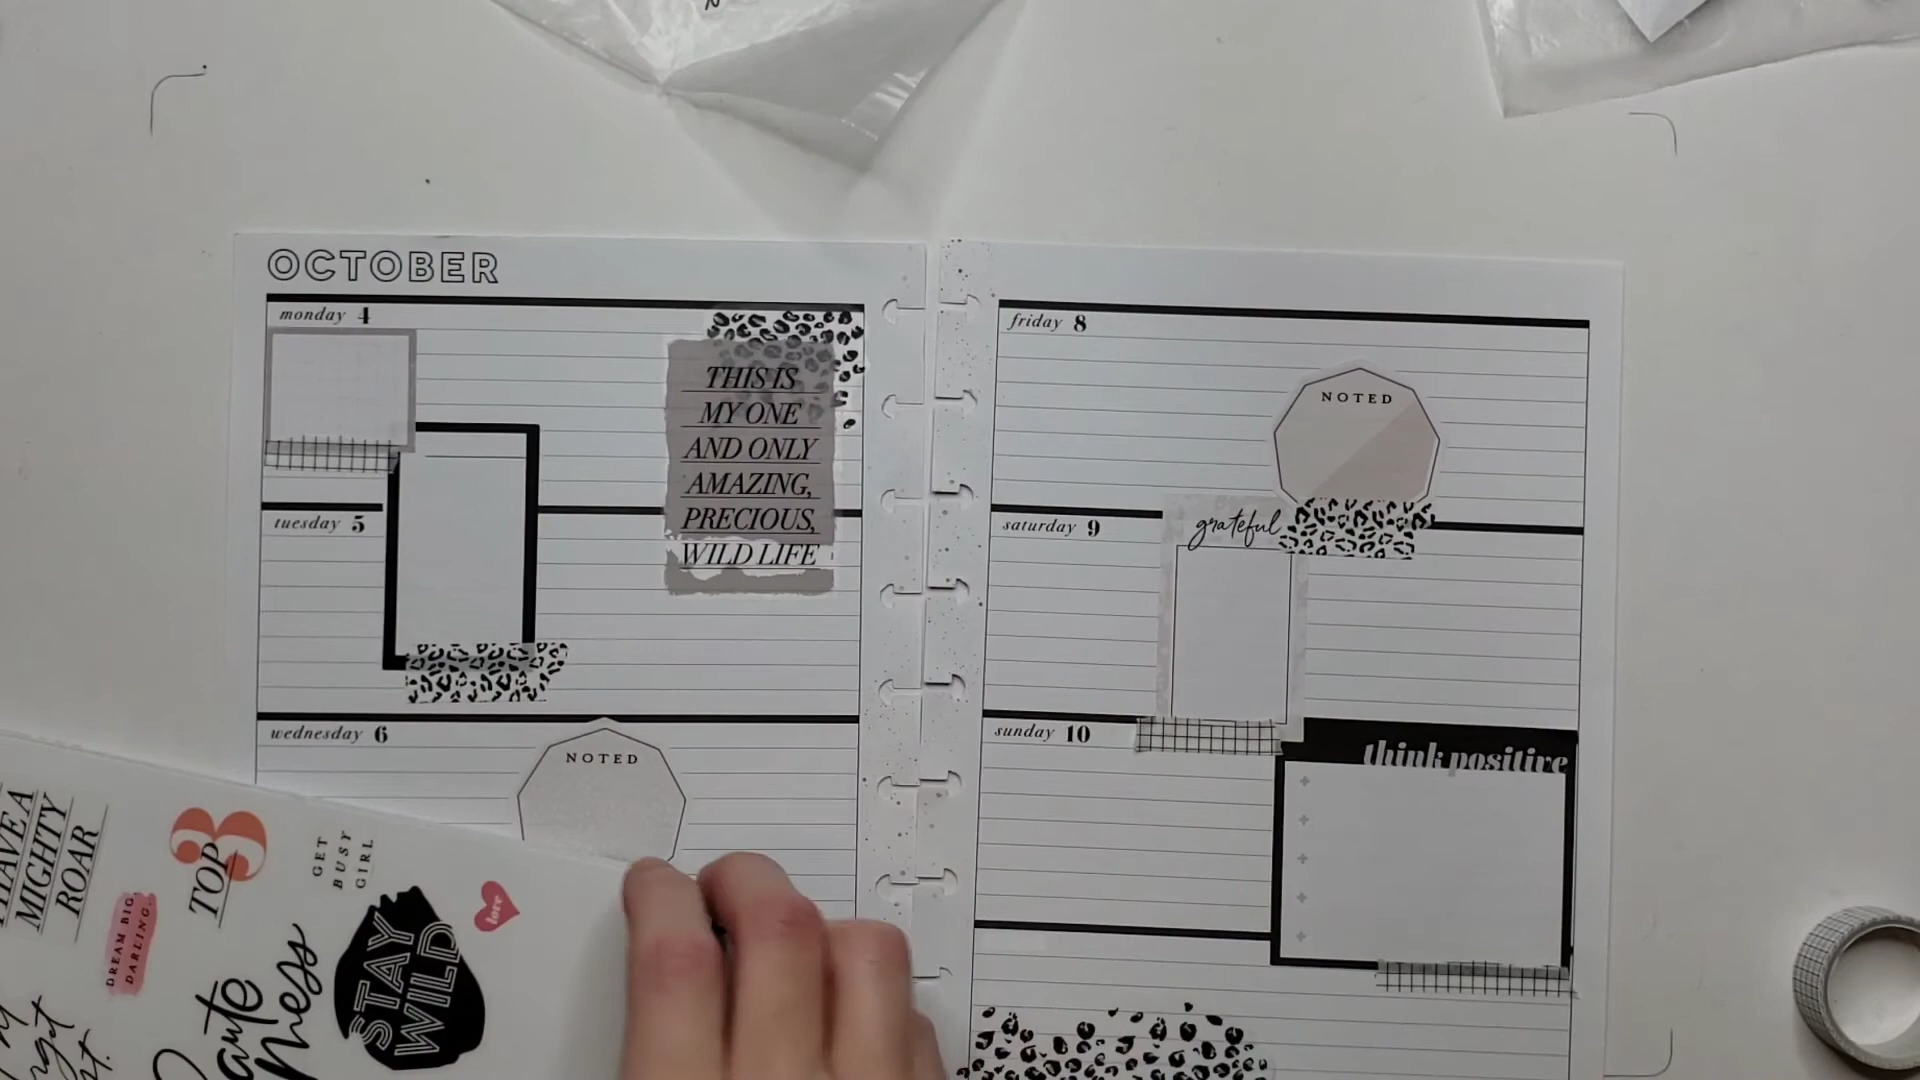 OCTOBER
monday 4
THIS IS
MY ONE
AND ONLY
AMAZING,
PRECIOUS,
WILD LIFE
tuesday 5
wednesday 6
NOTED
friday 8
NOTED
saturday 9
grateful
sunday 10
think positive
HAVE A
MIGHTY
ROAR
TOP
3
GET
BUSY
GIRL
DREAM BIG,
DARLING.
love
STAY
WILD